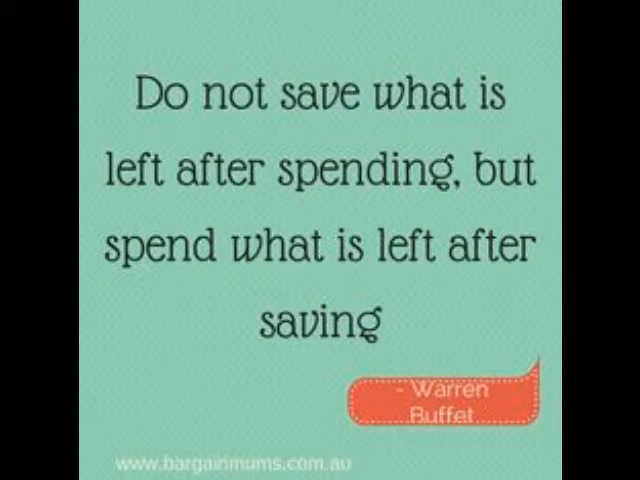 Do not save what is
left after spending, but
spend what is left after
saving
- Warren
Buffet
www.bargainmums.com.au